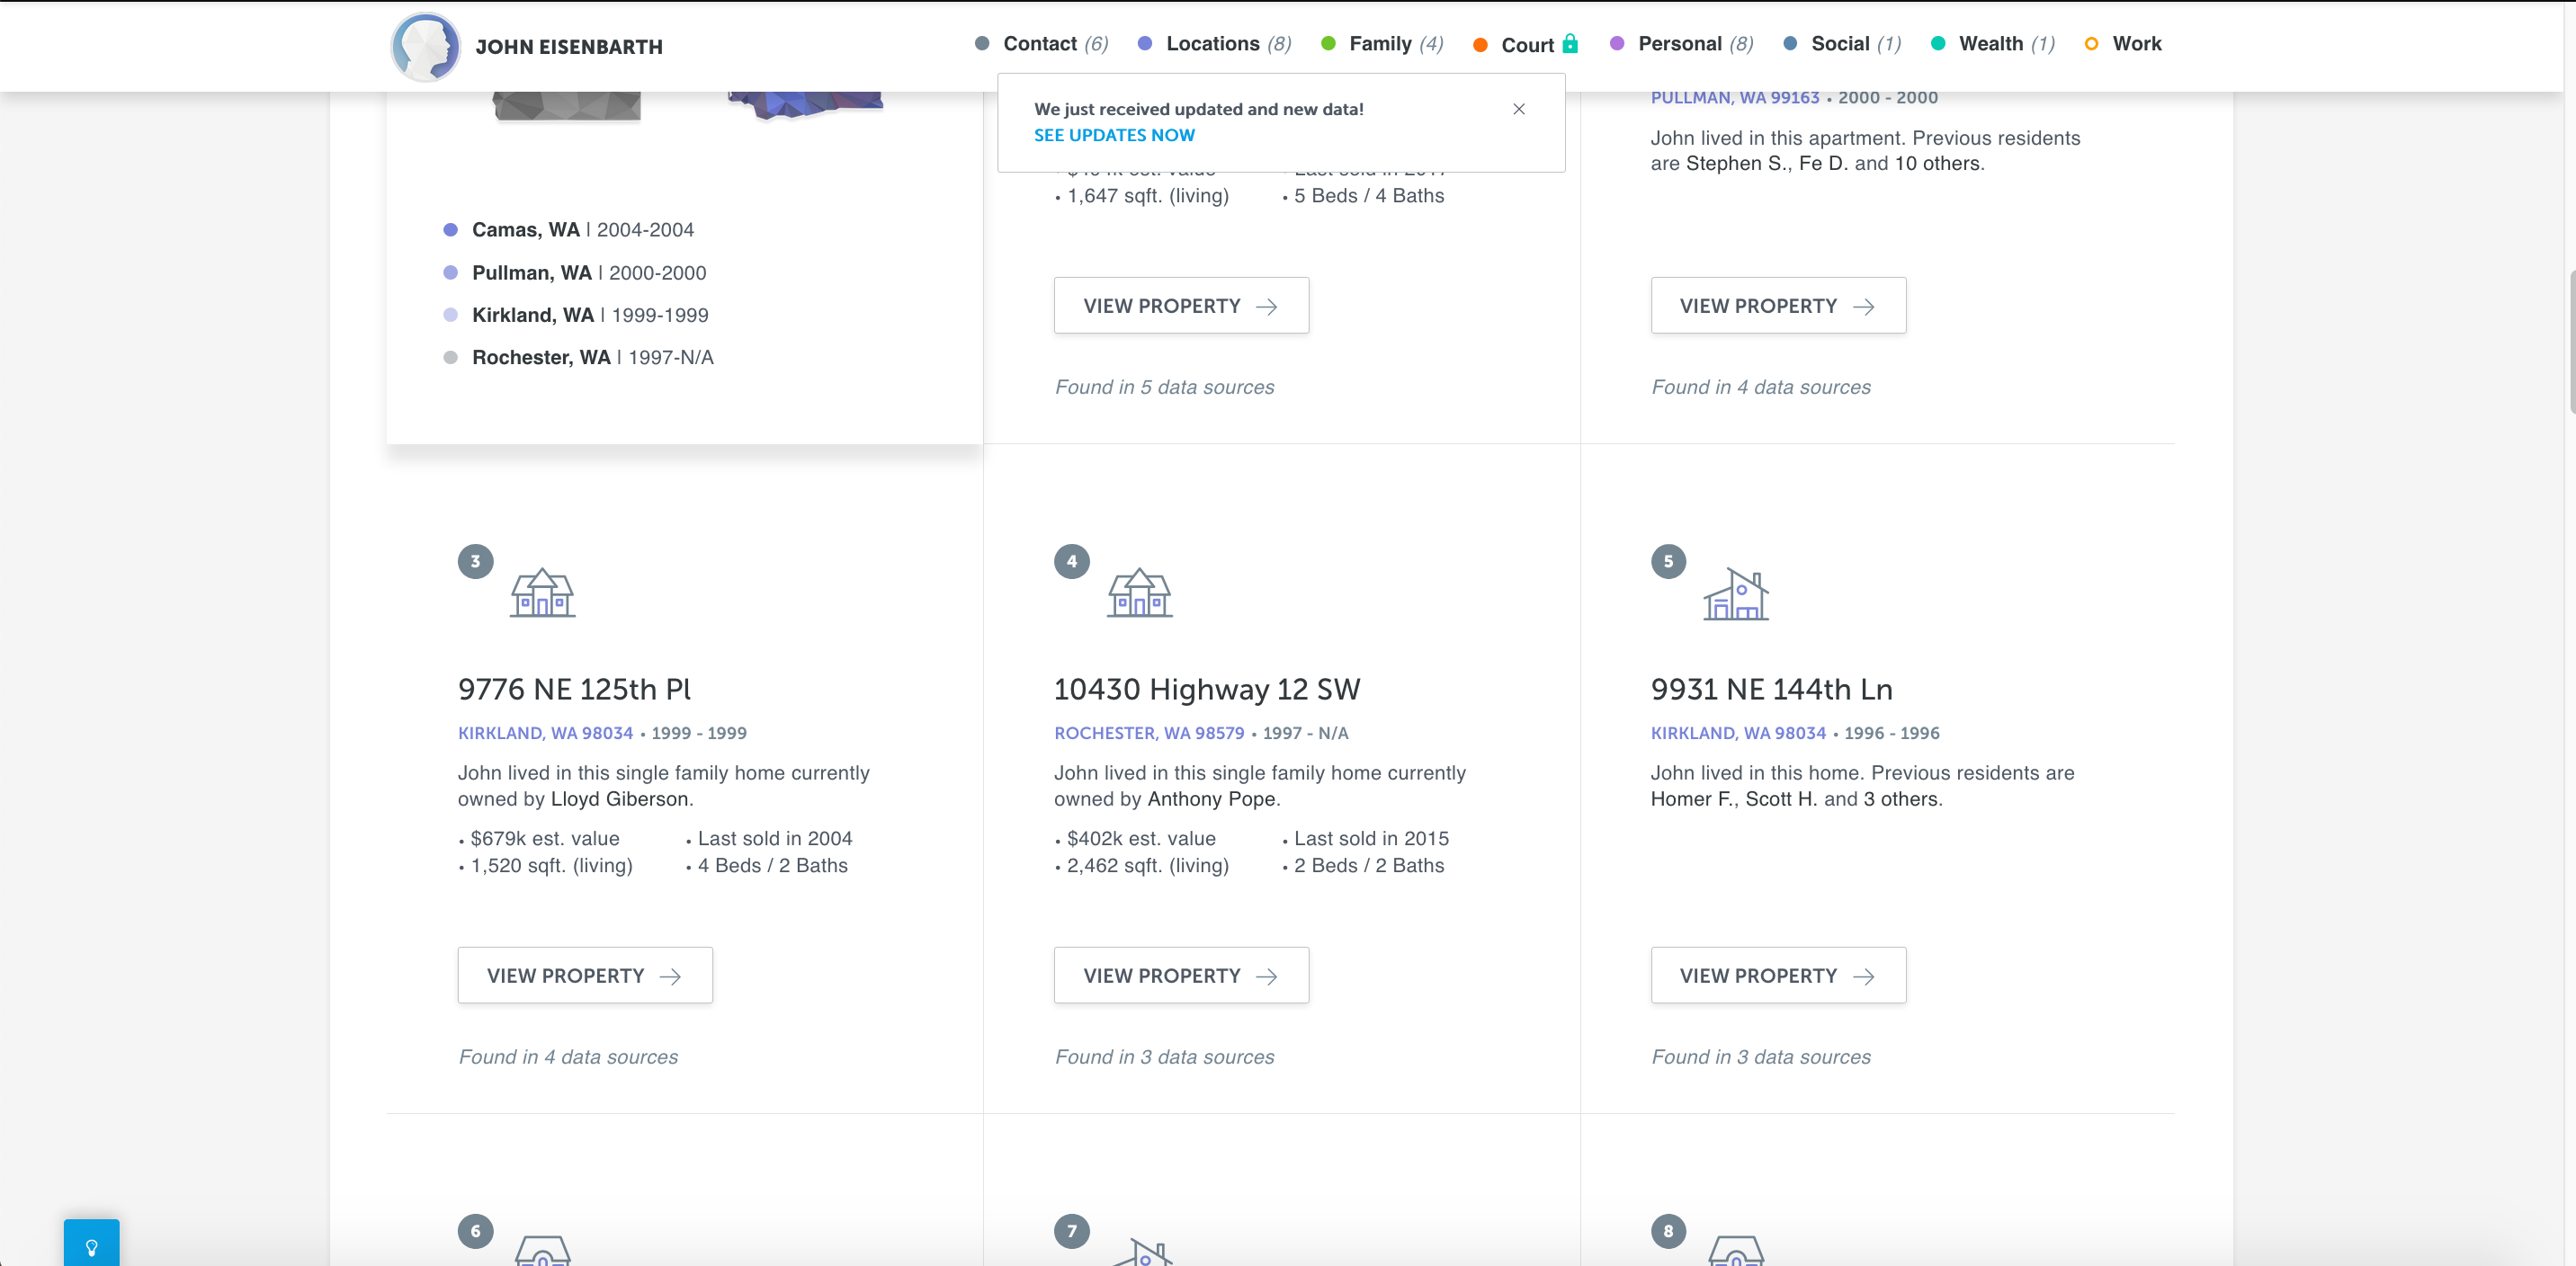 JOHN EISENBARTH
Contact (6)
Locations (8)
Family (4)
Court
Personal (8)
Social (1)
Wealth (1)
Work
We just received updated and new data!
SEE UPDATES NOW
Camas, WA | 2004-2004
Pullman, WA | 2000-2000
Kirkland, WA | 1999-1999
Rochester, WA | 1997-N/A
• 1,647 sqft. (living)
• 5 Beds / 4 Baths
VIEW PROPERTY
Found in 5 data sources
PULLMAN, WA 99163 • 2000 - 2000
John lived in this apartment. Previous residents
are Stephen S., Fe D. and 10 others.
VIEW PROPERTY
Found in 4 data sources
3
9776 NE 125th Pl
KIRKLAND, WA 98034 • 1999 - 1999
John lived in this single family home currently
owned by Lloyd Giberson.
• $679k est. value
• Last sold in 2004
• 1,520 sqft. (living)
• 4 Beds / 2 Baths
VIEW PROPERTY
Found in 4 data sources
4
10430 Highway 12 SW
ROCHESTER, WA 98579 • 1997 - N/A
John lived in this single family home currently
owned by Anthony Pope.
• $402k est. value
• Last sold in 2015
• 2,462 sqft. (living)
• 2 Beds / 2 Baths
VIEW PROPERTY
Found in 3 data sources
5
9931 NE 144th Ln
KIRKLAND, WA 98034 • 1996 - 1996
John lived in this home. Previous residents are
Homer F., Scott H. and 3 others.
VIEW PROPERTY
Found in 3 data sources
6
7
8